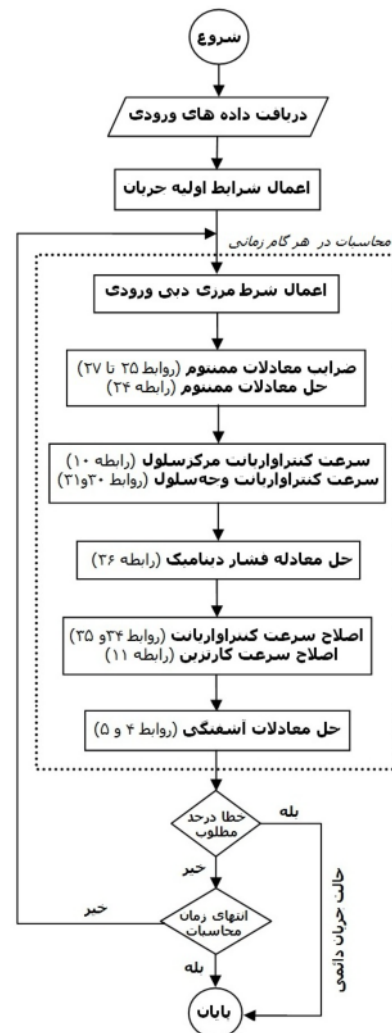 شروع
دریافت داده های ورودی
اعمال شرایط اولیه جریان
محاسبات در هر گام زمانی
اعمال شرط مرزی دبی ورودی
ضرایب معادلات ممنتوم (روابط ۲۵ تا ۲۷)
حل معادلات ممنتوم (رابطه ۲۴)
سرعت کنتراواریانت مرکزسلول (رابطه ۱۰)
سرعت کنتراواریانت وجه‌سلول (روابط ۳۰و۳۱)
حل معادله فشار دینامیک (رابطه ۳۶)
اصلاح سرعت کنتراواریانت (روابط ۳۴و ۳۵)
اصلاح سرعت کارتزین (رابطه ۱۱)
حل معادلات آشفتگی (روابط ۴ و ۵)
خطا درحد
مطلوب
بله
خیر
انتهای زمان
محاسبات
خیر
بله
حالت جریان دائمی
پایان